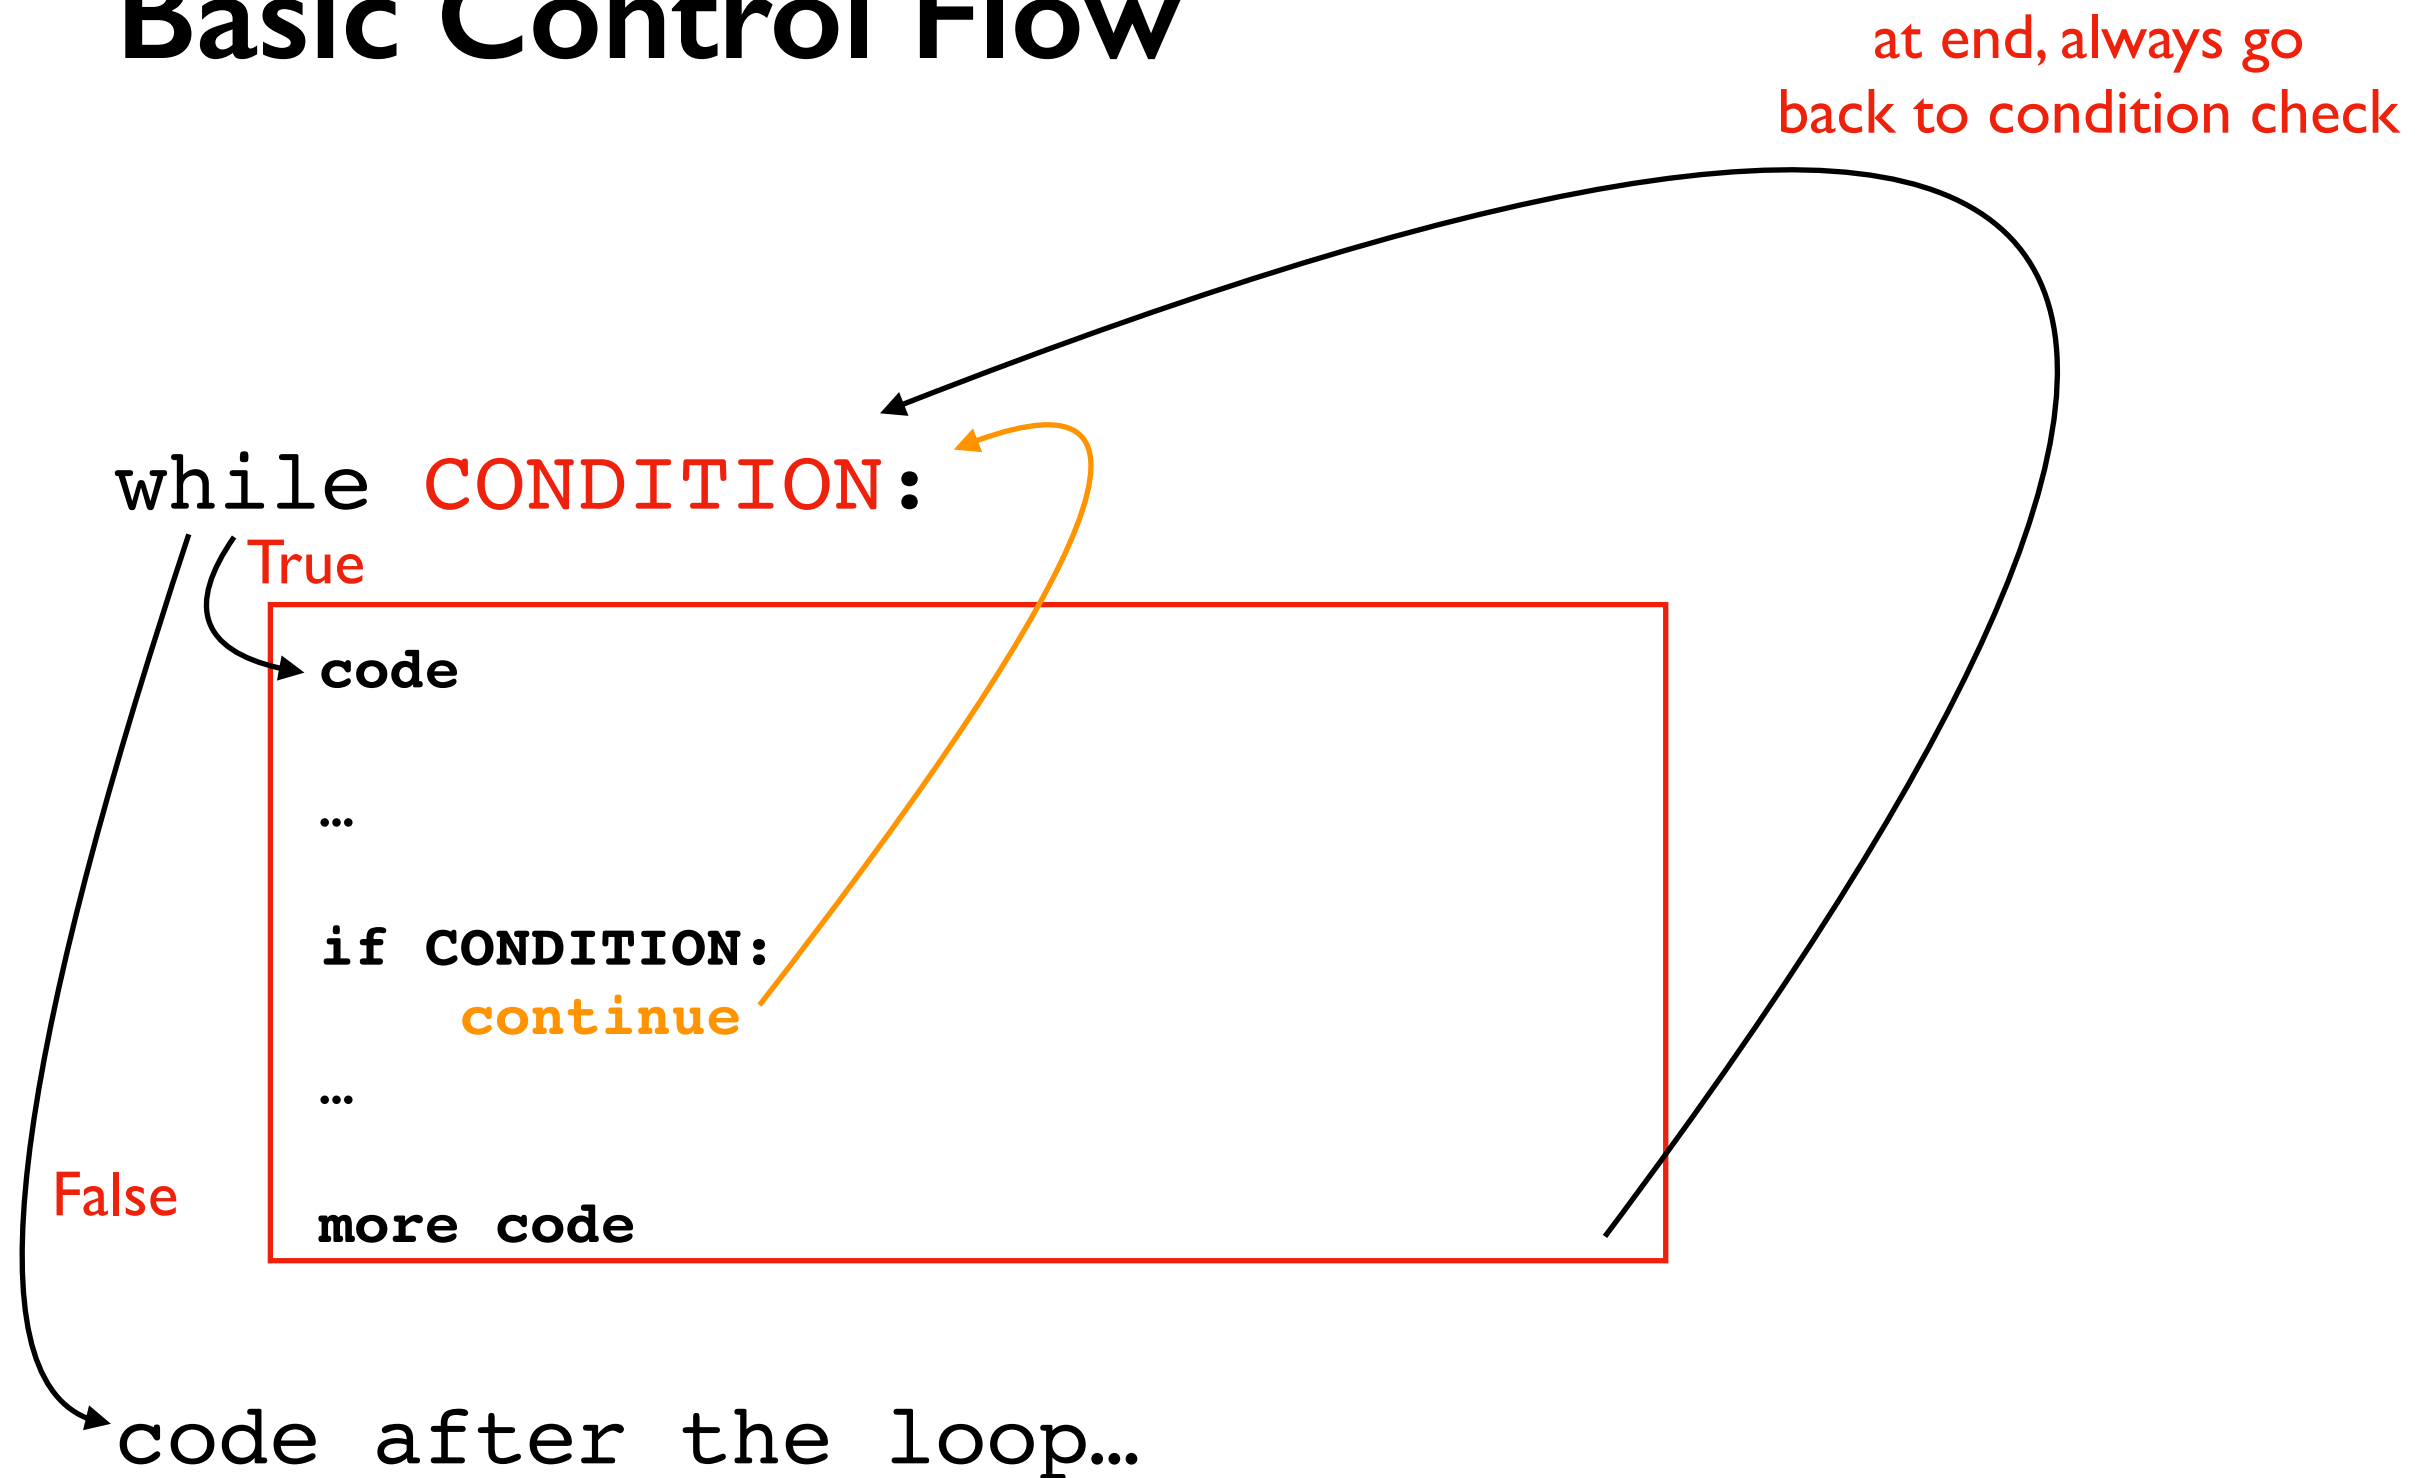 Basic Control Flow
at end, always go
back to condition check
while CONDITION:
True
code
…
if CONDITION:
continue
…
False
more code
code after the loop…